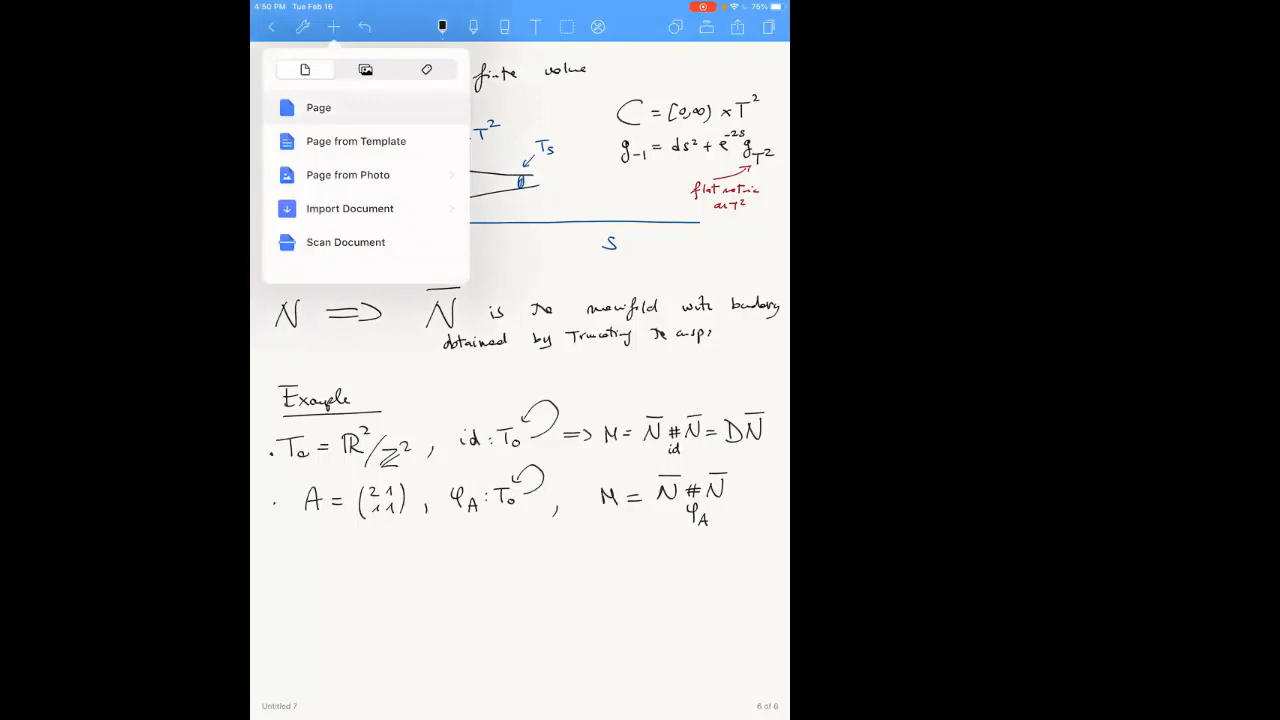 4:50 PM Tue Feb 16
75%
Page
Page from Template
Page from Photo
Import Document
Scan Document
finite volume
. T²
Tₛ
C = [0,∞) × T²
g₋₁ = ds² + e⁻²ˢ g_T²
flat metric
on T²
S
N ⟹ N̅ is the manifold with boundary
obtained by truncating the cusp.
Example
. T₀ = ℝ²/ℤ² , id : T₀ ⟹ M = N̅ #_id N̅ = DN̅
. A = (2 1 / 1 1) , φ_A : T₀ , M = N̅ #_φ_A N̅
Untitled 7
6 of 6